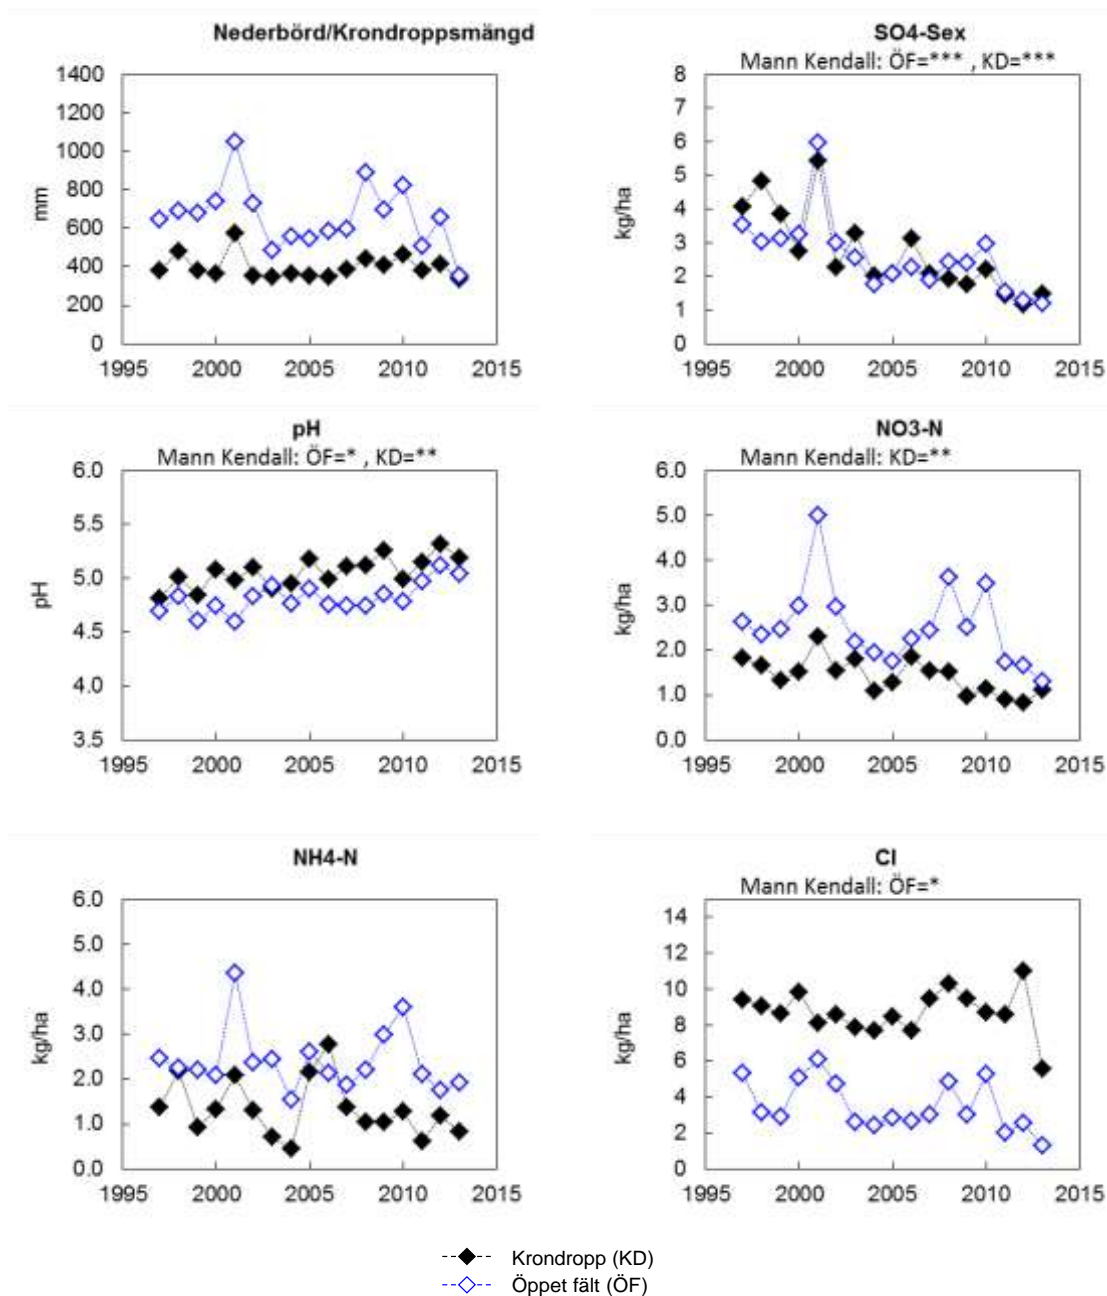 Nederbörd/Krondroppsmängd
1400
1200
1000
800
600
400
200
0
mm
1995 2000 2005 2010 2015
SO4-Sex
Mann Kendall: ÖF=*** , KD=***
8
7
6
5
4
3
2
1
0
kg/ha
1995 2000 2005 2010 2015
pH
Mann Kendall: ÖF=* , KD=**
6.0
5.5
5.0
4.5
4.0
3.5
pH
1995 2000 2005 2010 2015
NO3-N
Mann Kendall: KD=**
6.0
5.0
4.0
3.0
2.0
1.0
0.0
kg/ha
1995 2000 2005 2010 2015
NH4-N
6.0
5.0
4.0
3.0
2.0
1.0
0.0
kg/ha
1995 2000 2005 2010 2015
Cl
Mann Kendall: ÖF=*
14
12
10
8
6
4
2
0
kg/ha
1995 2000 2005 2010 2015
Krondropp (KD)
Öppet fält (ÖF)